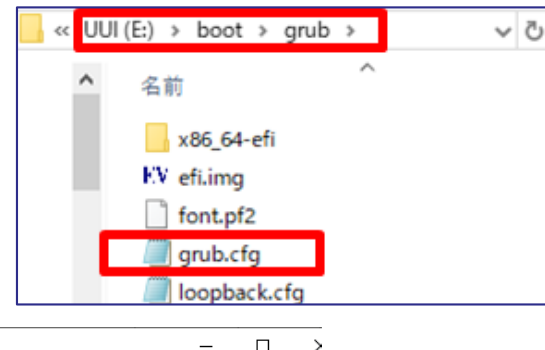 « UUI (E:) > boot > grub >
名前
x86_64-efi
efi.img
font.pf2
grub.cfg
loopback.cfg